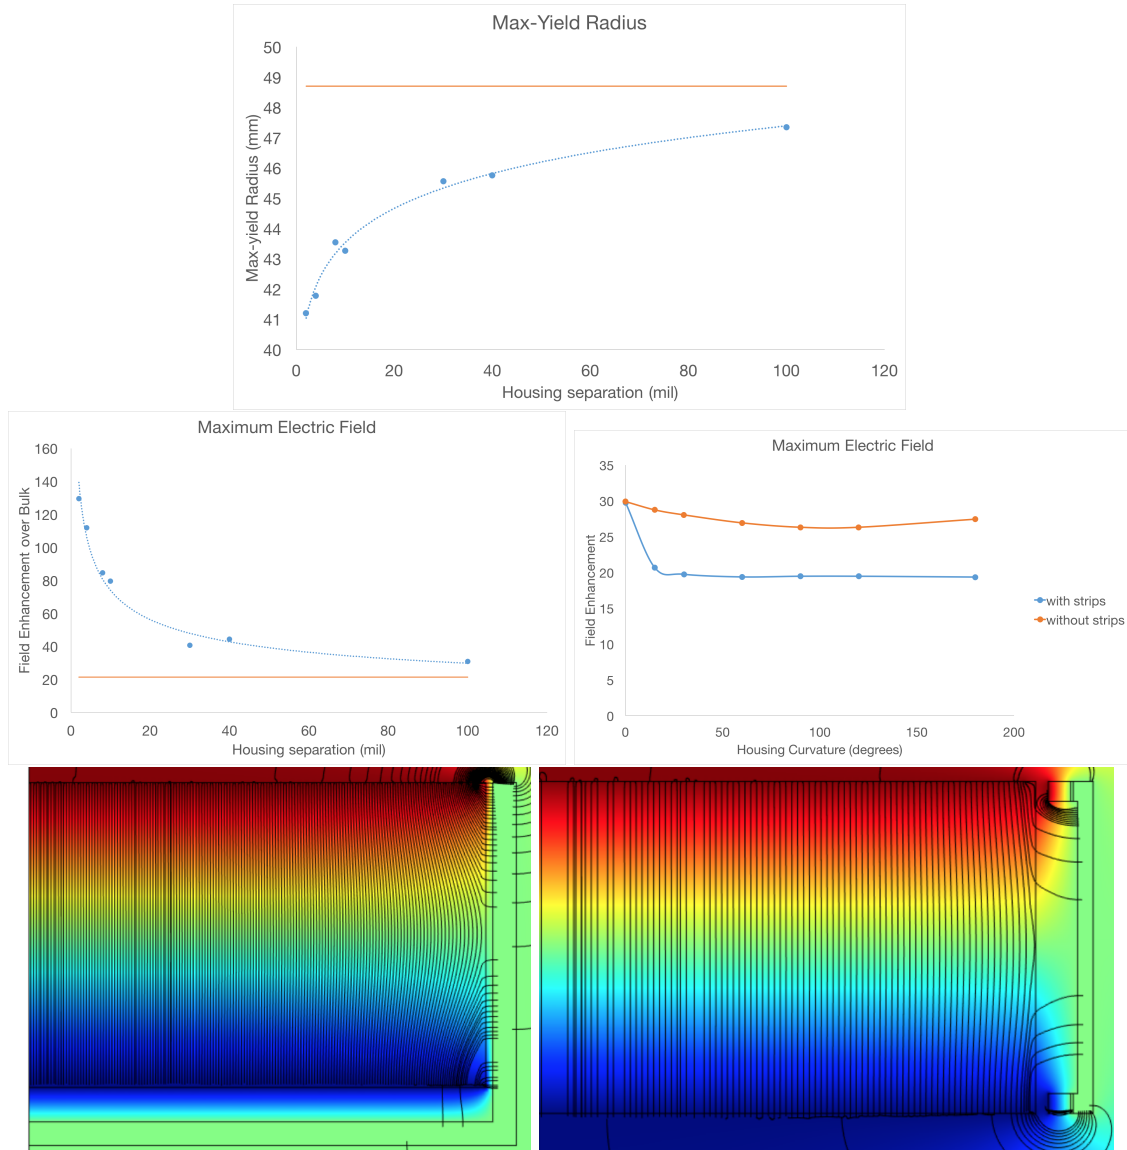 Max-Yield Radius
50
49
48
47
46
45
44
43
42
41
40
Max-yield Radius (mm)
0 20 40 60 80 100 120
Housing separation (mil)
Maximum Electric Field
160
140
120
100
80
60
40
20
0
Field Enhancement over Bulk
0 20 40 60 80 100 120
Housing separation (mil)
Maximum Electric Field
35
30
25
20
15
10
5
0
Field Enhancement
0 50 100 150 200
Housing Curvature (degrees)
with strips
without strips